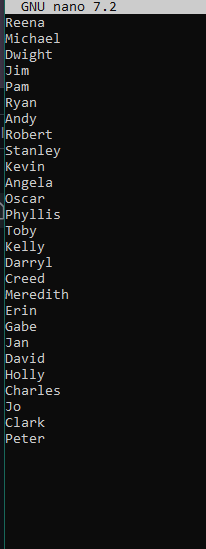 GNU nano 7.2
Reena
Michael
Dwight
Jim
Pam
Ryan
Andy
Robert
Stanley
Kevin
Angela
Oscar
Phyllis
Toby
Kelly
Darryl
Creed
Meredith
Erin
Gabe
Jan
David
Holly
Charles
Jo
Clark
Peter